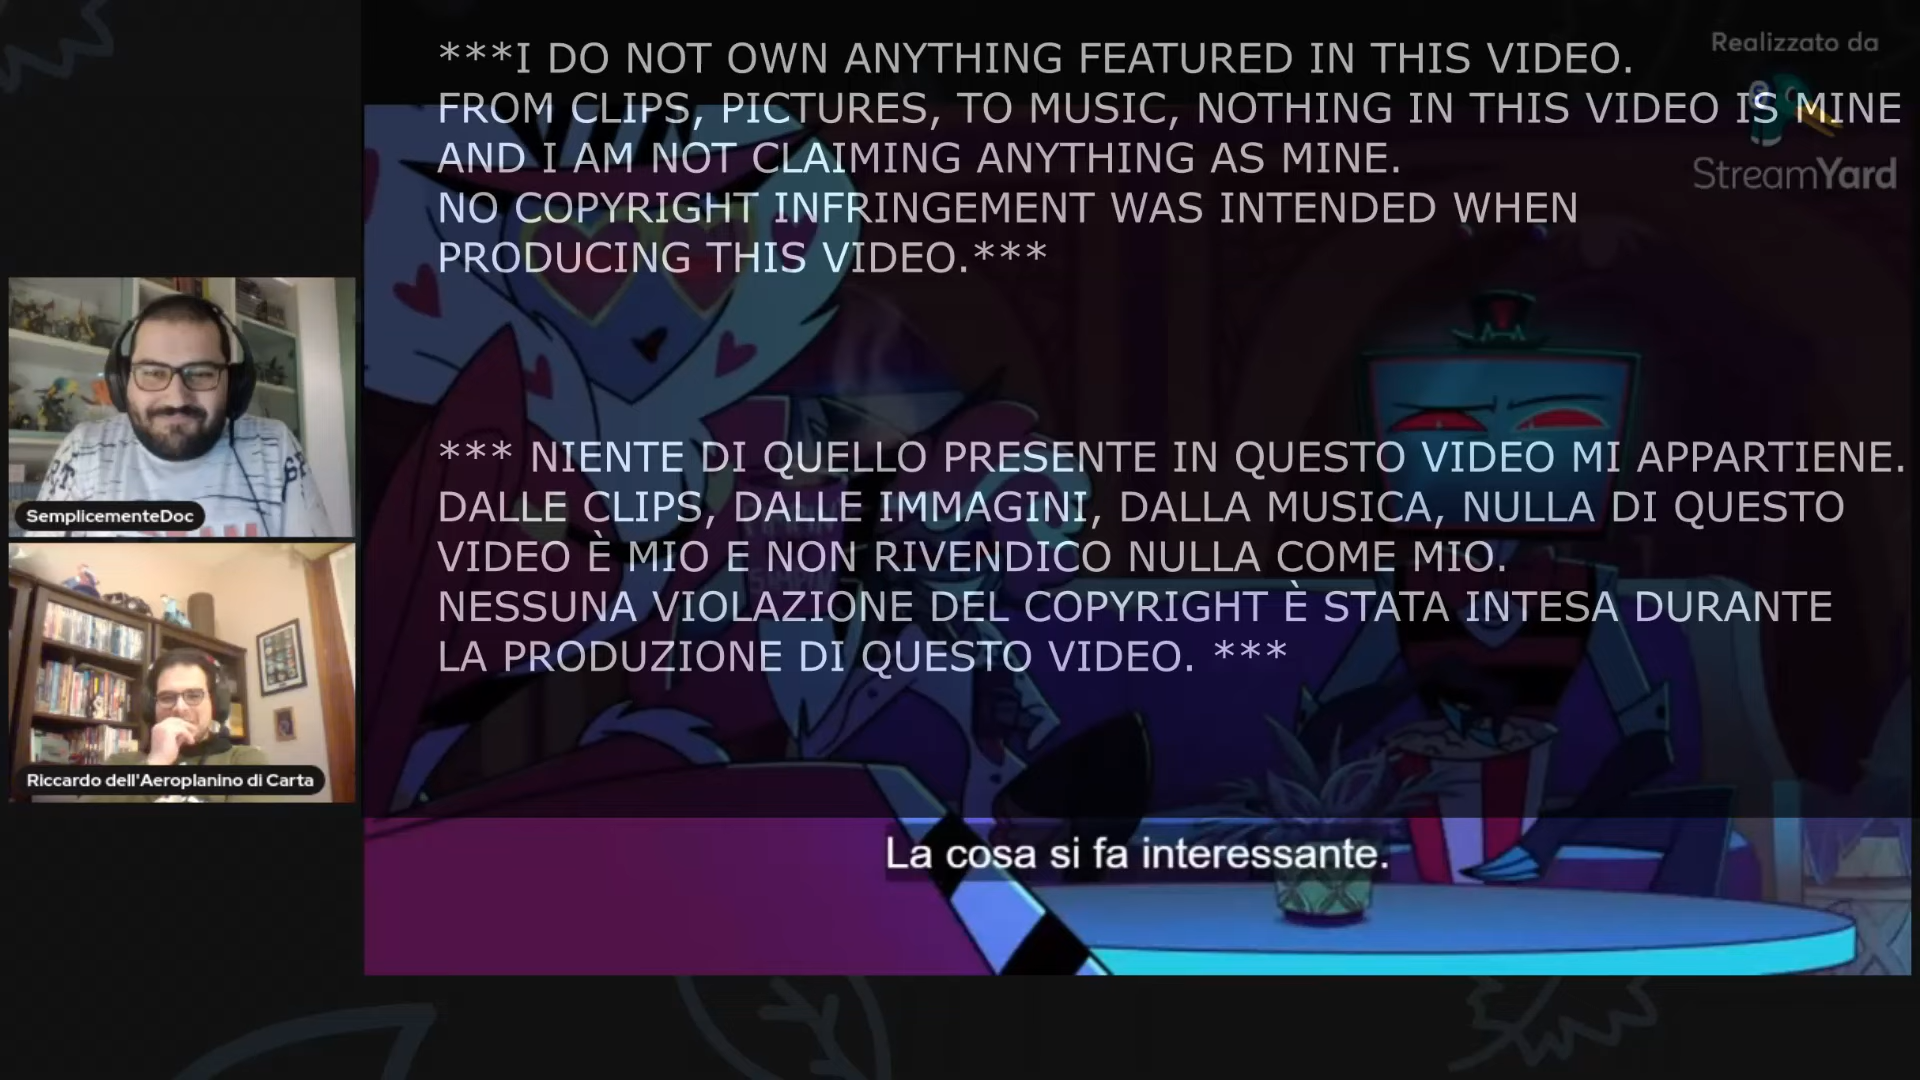 ***I DO NOT OWN ANYTHING FEATURED IN THIS VIDEO.
FROM CLIPS, PICTURES, TO MUSIC, NOTHING IN THIS VIDEO IS MINE
AND I AM NOT CLAIMING ANYTHING AS MINE.
NO COPYRIGHT INFRINGEMENT WAS INTENDED WHEN
PRODUCING THIS VIDEO.***
Realizzato da
StreamYard
*** NIENTE DI QUELLO PRESENTE IN QUESTO VIDEO MI APPARTIENE.
DALLE CLIPS, DALLE IMMAGINI, DALLA MUSICA, NULLA DI QUESTO
VIDEO È MIO E NON RIVENDICO NULLA COME MIO.
NESSUNA VIOLAZIONE DEL COPYRIGHT È STATA INTESA DURANTE
LA PRODUZIONE DI QUESTO VIDEO. ***
SemplicementeDoc
Riccardo dell'Aeroplanino di Carta
La cosa si fa interessante.